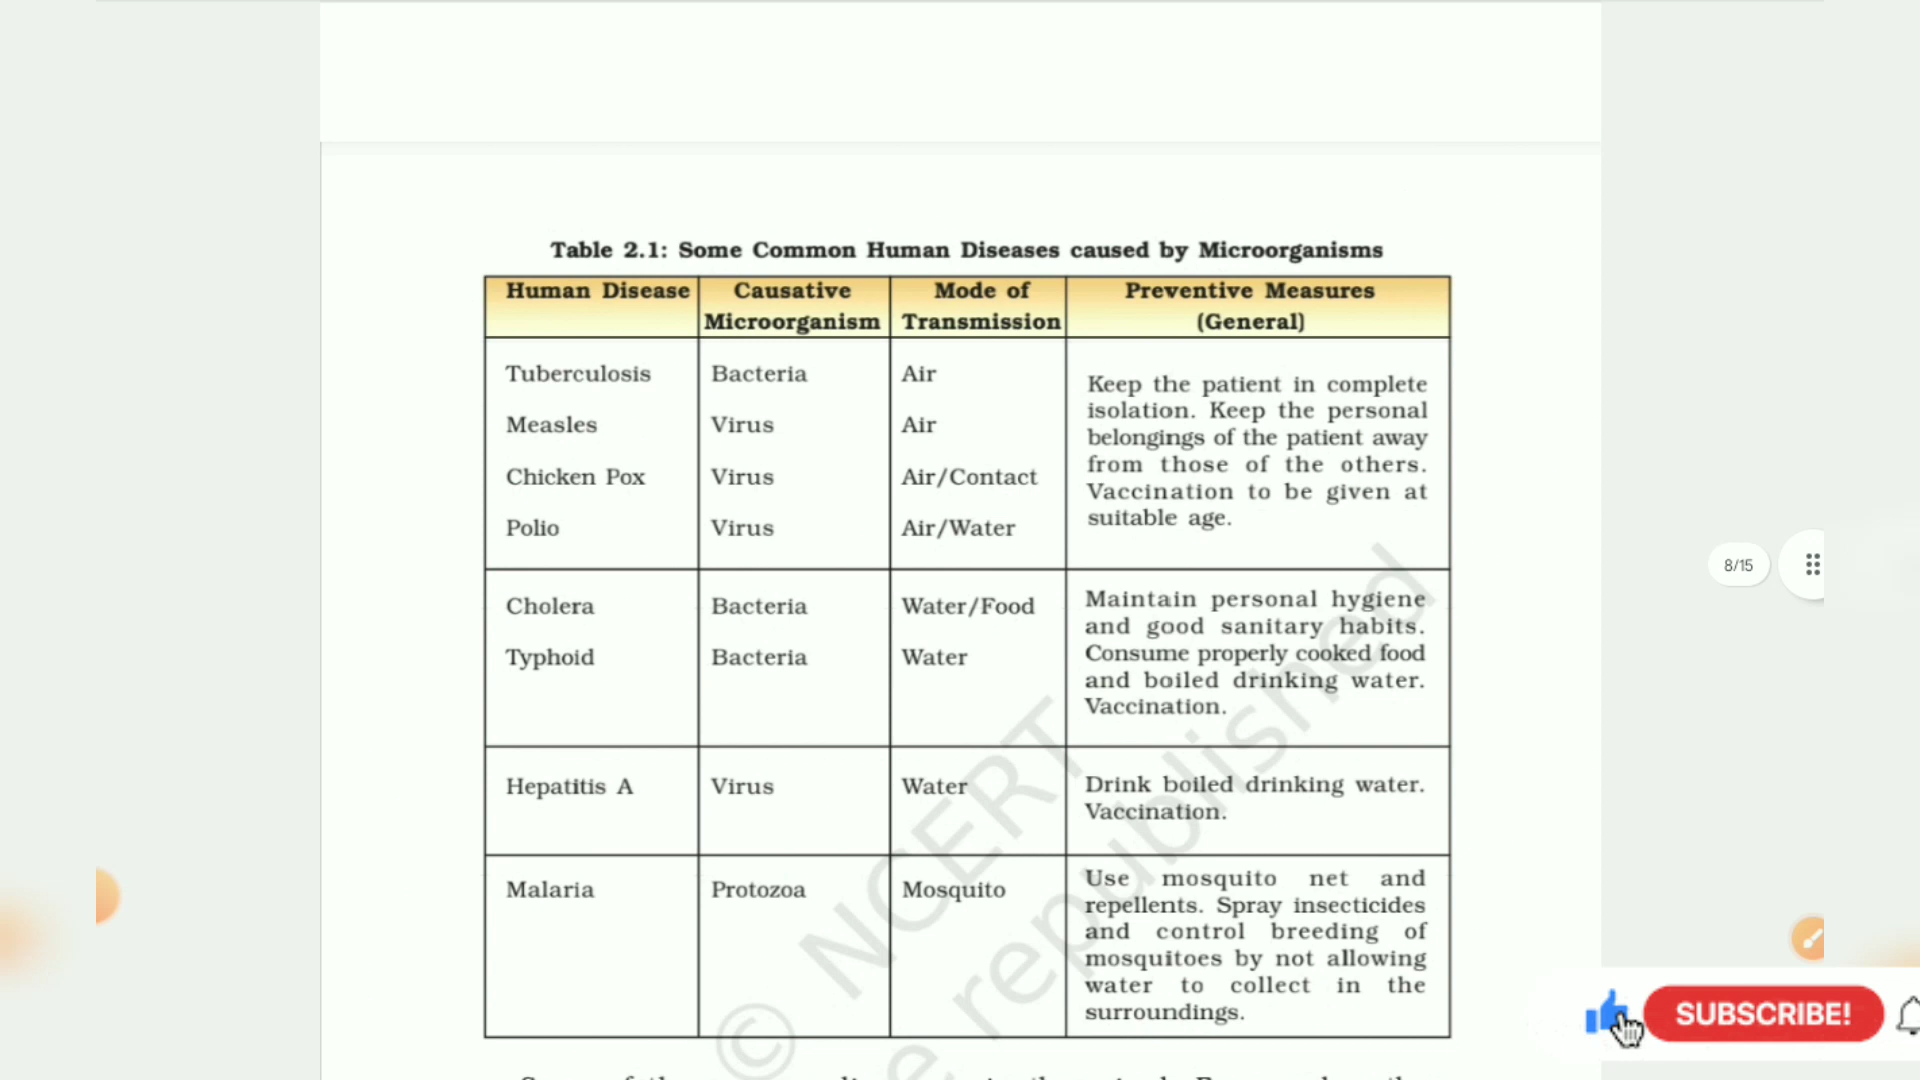 Table 2.1: Some Common Human Diseases caused by Microorganisms
Human Disease
Causative
Microorganism
Mode of
Transmission
Preventive Measures
(General)
Tuberculosis Bacteria Air
Measles Virus Air
Chicken Pox Virus Air/Contact
Polio Virus Air/Water
Keep the patient in complete
isolation. Keep the personal
belongings of the patient away
from those of the others.
Vaccination to be given at
suitable age.
Cholera Bacteria Water/Food
Typhoid Bacteria Water
Maintain personal hygiene
and good sanitary habits.
Consume properly cooked food
and boiled drinking water.
Vaccination.
Hepatitis A Virus Water
Drink boiled drinking water.
Vaccination.
Malaria Protozoa Mosquito
Use mosquito net and
repellents. Spray insecticides
and control breeding of
mosquitoes by not allowing
water to collect in the
surroundings.
© NCERT
republished
8/15
SUBSCRIBE!